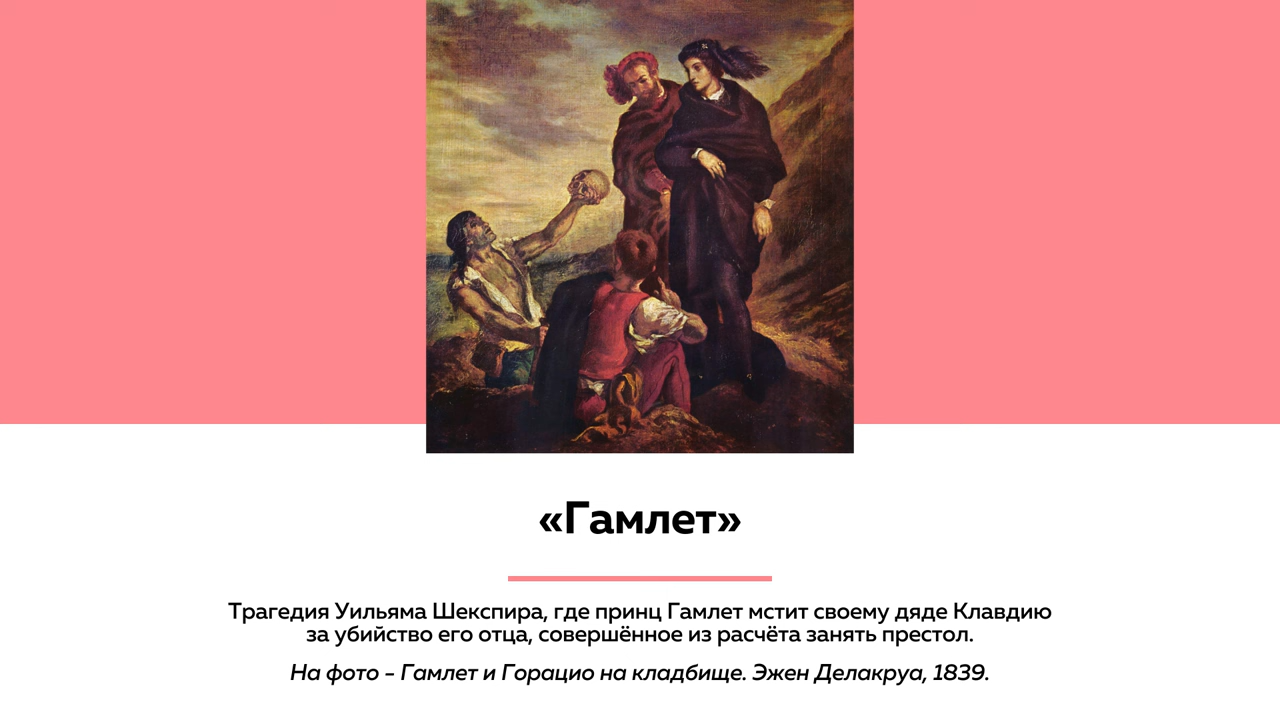 «Гамлет»
Трагедия Уильяма Шекспира, где принц Гамлет мстит своему дяде Клавдию
за убийство его отца, совершённое из расчёта занять престол.
На фото - Гамлет и Горацио на кладбище. Эжен Делакруа, 1839.